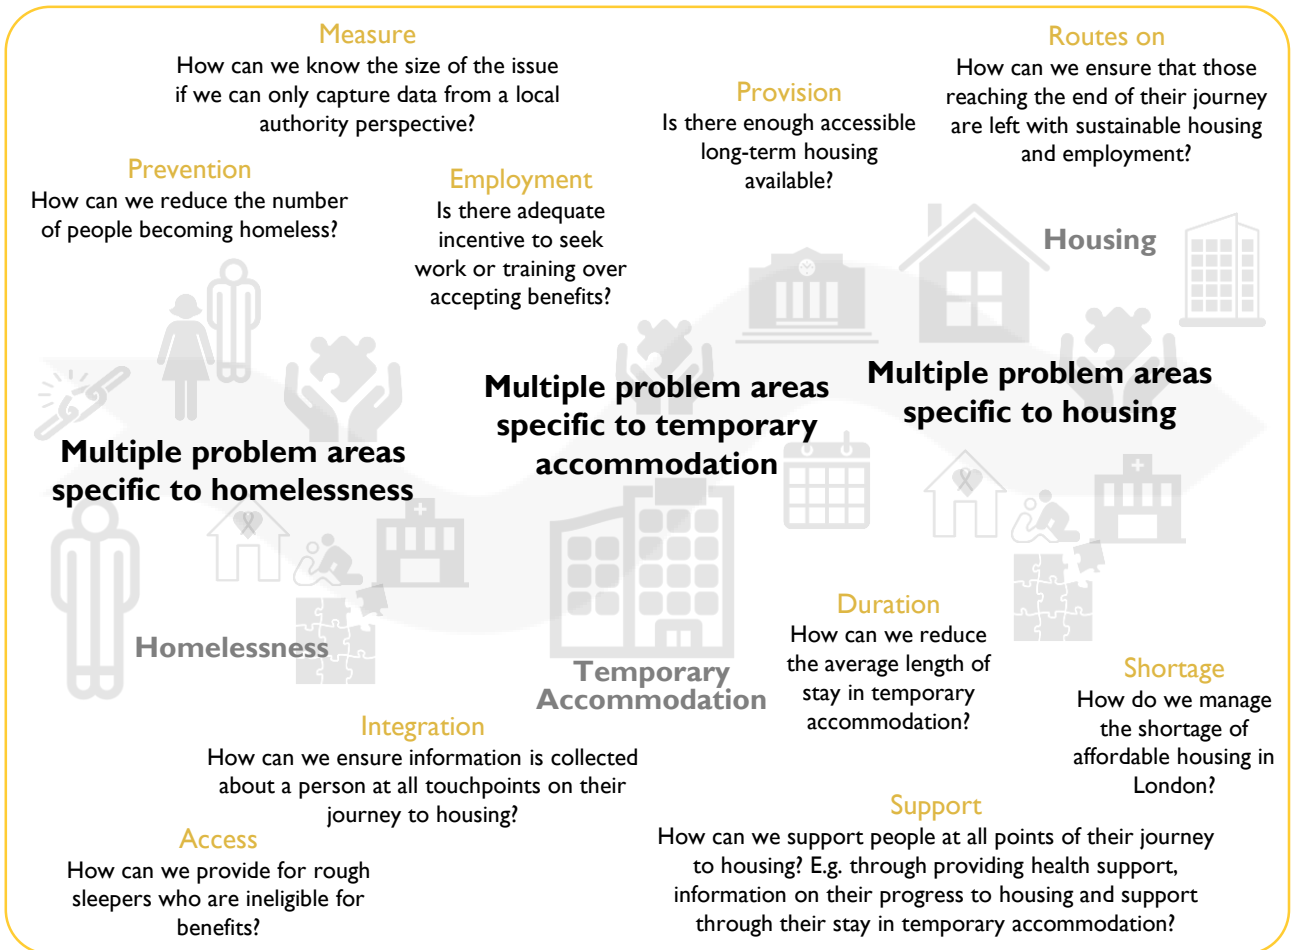 Measure
How can we know the size of the issue
if we can only capture data from a local
authority perspective?
Routes on
How can we ensure that those
reaching the end of their journey
are left with sustainable housing
and employment?
Provision
Is there enough accessible
long-term housing
available?
Prevention
How can we reduce the number
of people becoming homeless?
Employment
Is there adequate
incentive to seek
work or training over
accepting benefits?
Housing
Multiple problem areas
specific to homelessness
Multiple problem areas
specific to temporary
accommodation
Multiple problem areas
specific to housing
Homelessness
Temporary
Accommodation
Duration
How can we reduce
the average length of
stay in temporary
accommodation?
Shortage
How do we manage
the shortage of
affordable housing in
London?
Integration
How can we ensure information is collected
about a person at all touchpoints on their
journey to housing?
Access
How can we provide for rough
sleepers who are ineligible for
benefits?
Support
How can we support people at all points of their journey
to housing? E.g. through providing health support,
information on their progress to housing and support
through their stay in temporary accommodation?